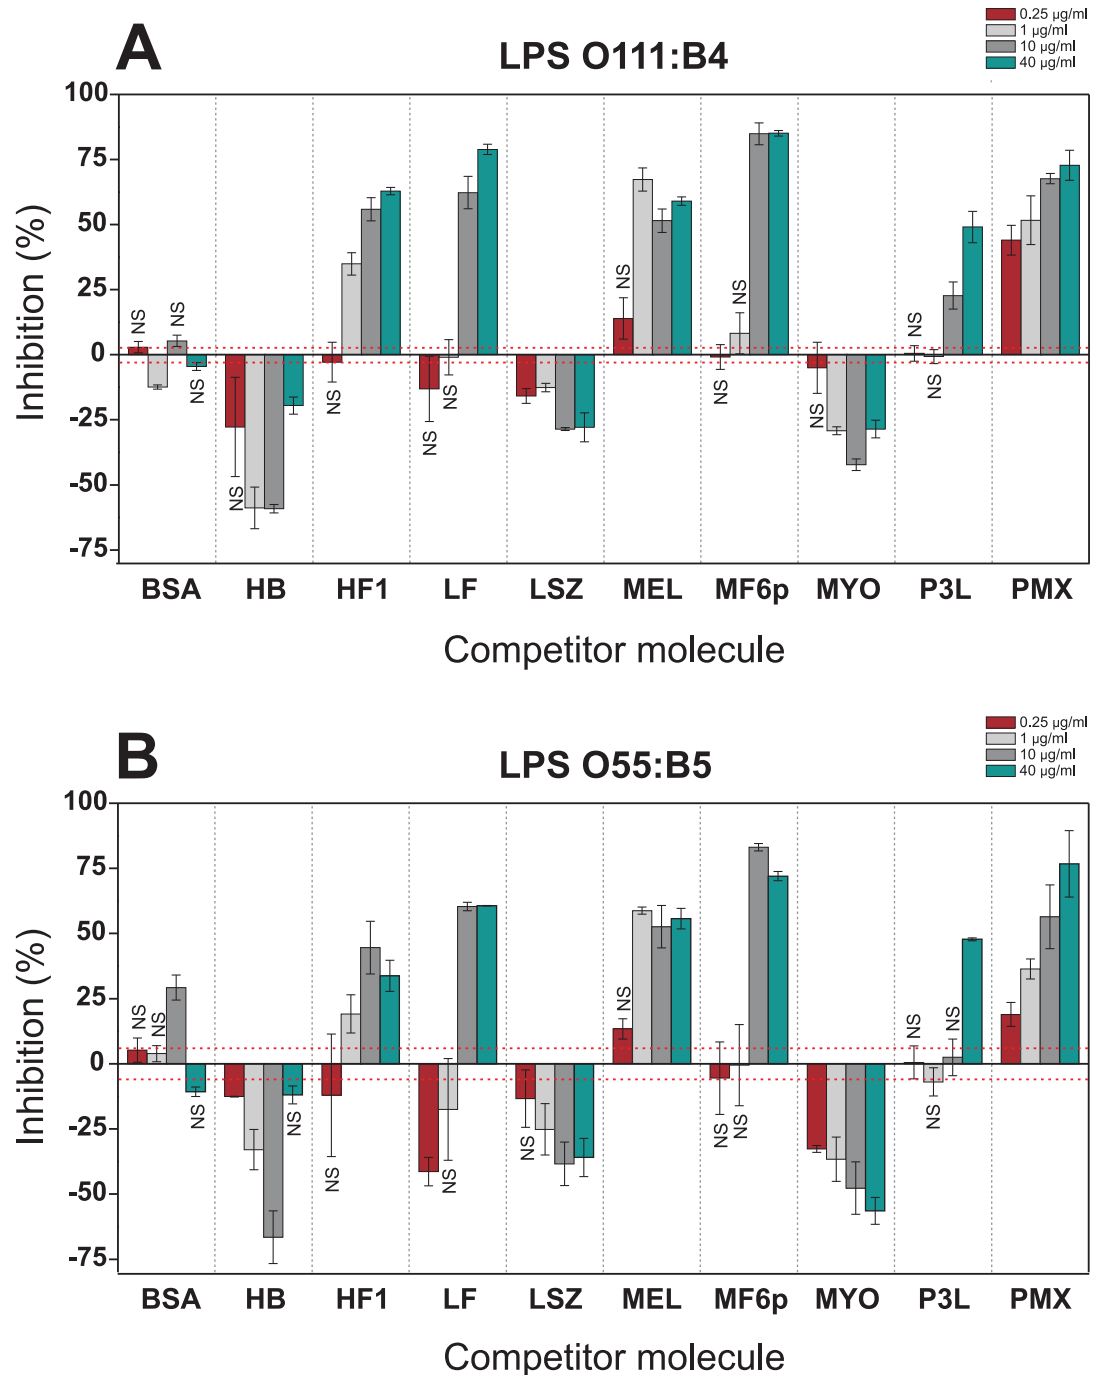 A
LPS O111:B4
0.25 µg/ml
1 µg/ml
10 µg/ml
40 µg/ml
Inhibition (%)
100
75
50
25
0
-25
-50
-75
NS
NS
NS
NS
NS
NS
NS
NS
NS
NS
NS
NS
NS
BSA HB HF1 LF LSZ MEL MF6p MYO P3L PMX
Competitor molecule
B
LPS O55:B5
0.25 µg/ml
1 µg/ml
10 µg/ml
40 µg/ml
Inhibition (%)
100
75
50
25
0
-25
-50
-75
NS
NS
NS
NS
NS
NS
NS
NS
NS
NS
NS
NS
NS
BSA HB HF1 LF LSZ MEL MF6p MYO P3L PMX
Competitor molecule